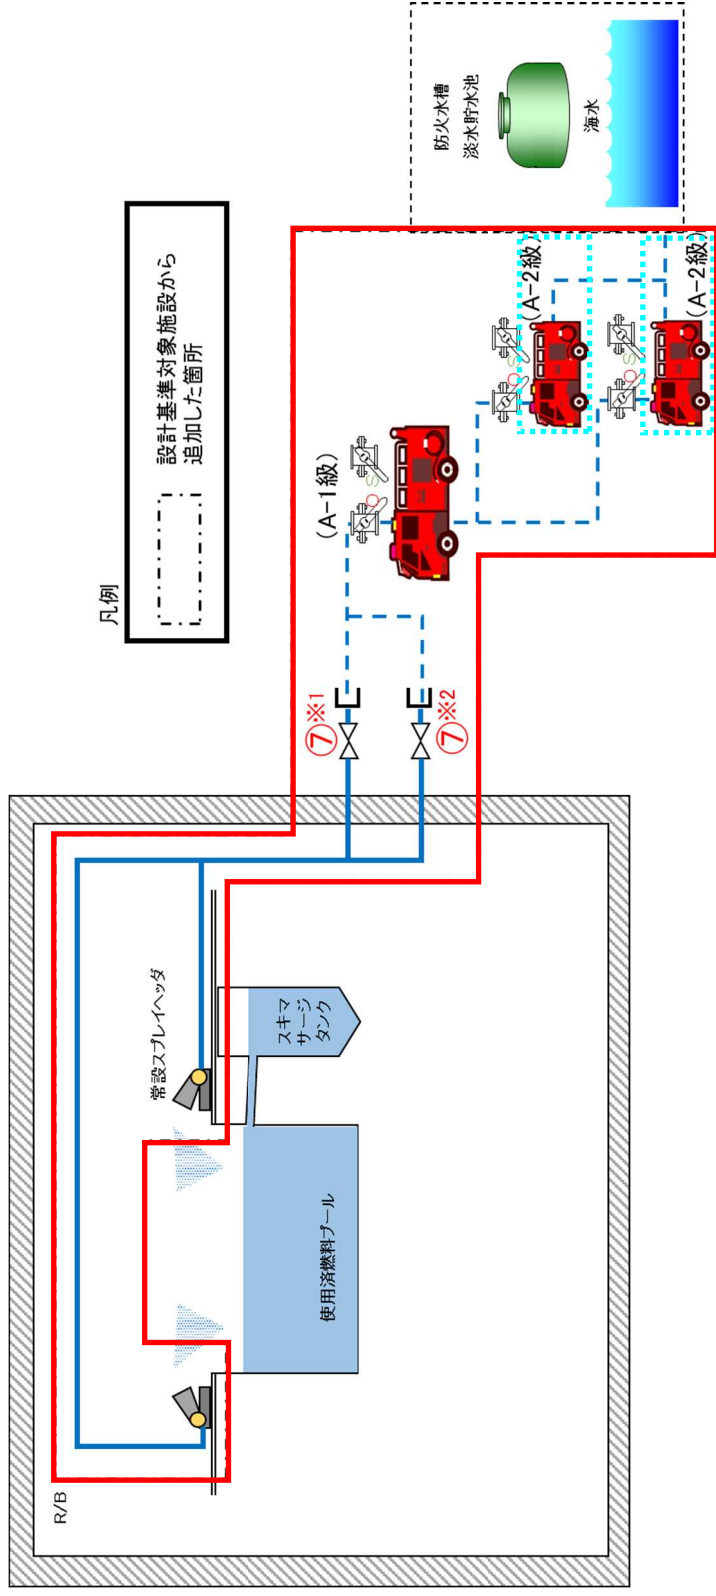 R/B
常設スプレイヘッダ
使用済燃料プール
スキマ
サージ
タンク
⑦※1
⑦※2
凡例
設計基準対象施設から
追加した箇所
(A-1級)
O
S
(A-2級)
O
S
(A-2級)
O
S
防火水槽
淡水貯水池
海水